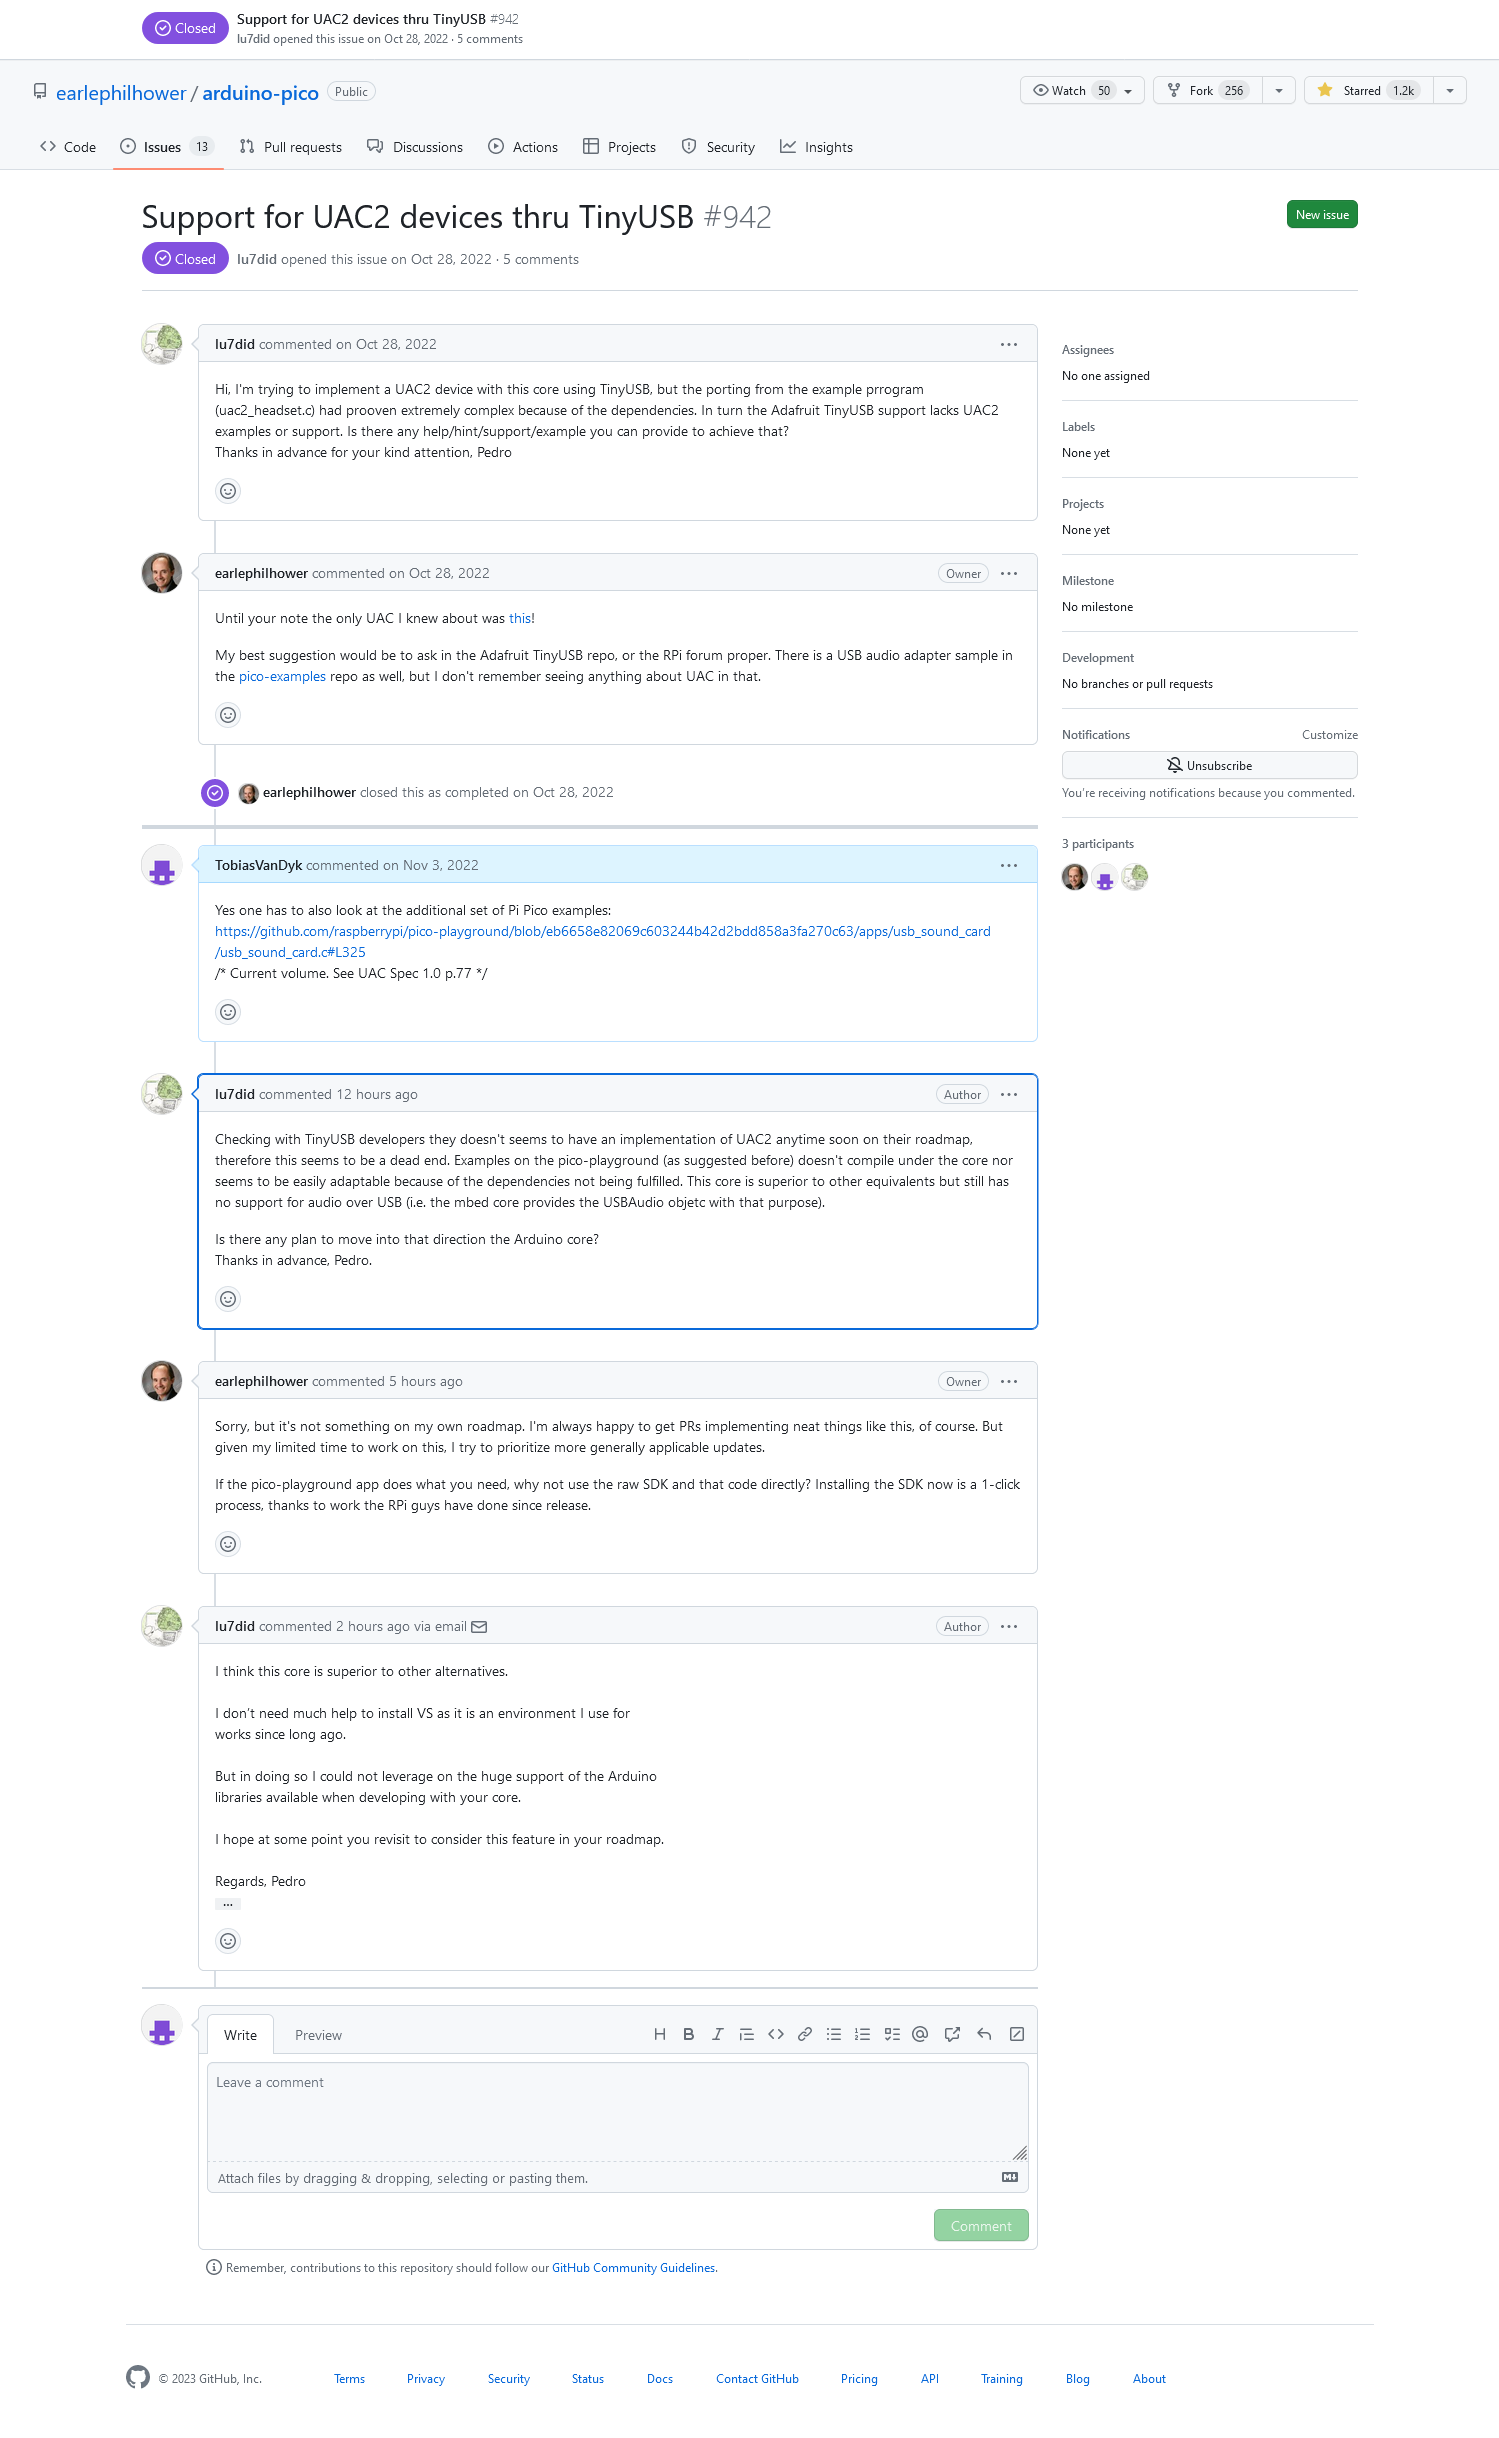 Closed
Support for UAC2 devices thru TinyUSB #942
lu7did opened this issue on Oct 28, 2022 · 5 comments
earlephilhower / arduino-pico Public
Watch 50
Fork 256
Starred 1.2k
Code
Issues 13
Pull requests
Discussions
Actions
Projects
Security
Insights
Support for UAC2 devices thru TinyUSB #942
New issue
Closed
lu7did opened this issue on Oct 28, 2022 · 5 comments
lu7did commented on Oct 28, 2022
Hi, I'm trying to implement a UAC2 device with this core using TinyUSB, but the porting from the example prrogram
(uac2_headset.c) had prooven extremely complex because of the dependencies. In turn the Adafruit TinyUSB support lacks UAC2
examples or support. Is there any help/hint/support/example you can provide to achieve that?
Thanks in advance for your kind attention, Pedro
earlephilhower commented on Oct 28, 2022
Owner
Until your note the only UAC I knew about was this!
My best suggestion would be to ask in the Adafruit TinyUSB repo, or the RPi forum proper. There is a USB audio adapter sample in
the pico-examples repo as well, but I don't remember seeing anything about UAC in that.
earlephilhower closed this as completed on Oct 28, 2022
TobiasVanDyk commented on Nov 3, 2022
Yes one has to also look at the additional set of Pi Pico examples:
https://github.com/raspberrypi/pico-playground/blob/eb6658e82069c603244b42d2bdd858a3fa270c63/apps/usb_sound_card
/usb_sound_card.c#L325
/* Current volume. See UAC Spec 1.0 p.77 */
lu7did commented 12 hours ago
Author
Checking with TinyUSB developers they doesn't seems to have an implementation of UAC2 anytime soon on their roadmap,
therefore this seems to be a dead end. Examples on the pico-playground (as suggested before) doesn't compile under the core nor
seems to be easily adaptable because of the dependencies not being fulfilled. This core is superior to other equivalents but still has
no support for audio over USB (i.e. the mbed core provides the USBAudio objetc with that purpose).
Is there any plan to move into that direction the Arduino core?
Thanks in advance, Pedro.
earlephilhower commented 5 hours ago
Owner
Sorry, but it's not something on my own roadmap. I'm always happy to get PRs implementing neat things like this, of course. But
given my limited time to work on this, I try to prioritize more generally applicable updates.
If the pico-playground app does what you need, why not use the raw SDK and that code directly? Installing the SDK now is a 1-click
process, thanks to work the RPi guys have done since release.
lu7did commented 2 hours ago via email
Author
I think this core is superior to other alternatives.
I don't need much help to install VS as it is an environment I use for
works since long ago.
But in doing so I could not leverage on the huge support of the Arduino
libraries available when developing with your core.
I hope at some point you revisit to consider this feature in your roadmap.
Regards, Pedro
…
Assignees
No one assigned
Labels
None yet
Projects
None yet
Milestone
No milestone
Development
No branches or pull requests
Notifications
Customize
Unsubscribe
You're receiving notifications because you commented.
3 participants
Write
Preview
Leave a comment
Attach files by dragging & dropping, selecting or pasting them.
Comment
Remember, contributions to this repository should follow our GitHub Community Guidelines.
© 2023 GitHub, Inc.
Terms
Privacy
Security
Status
Docs
Contact GitHub
Pricing
API
Training
Blog
About